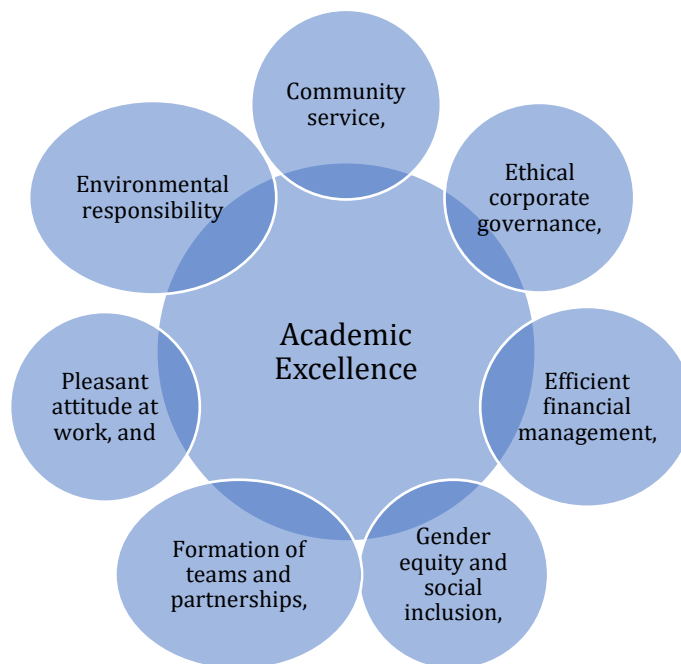 Academic
Excellence
Community
service,
Ethical
corporate
governance,
Efficient
financial
management,
Gender
equity and
social
inclusion,
Formation of
teams and
partnerships,
Pleasant
attitude at
work, and
Environmental
responsibility